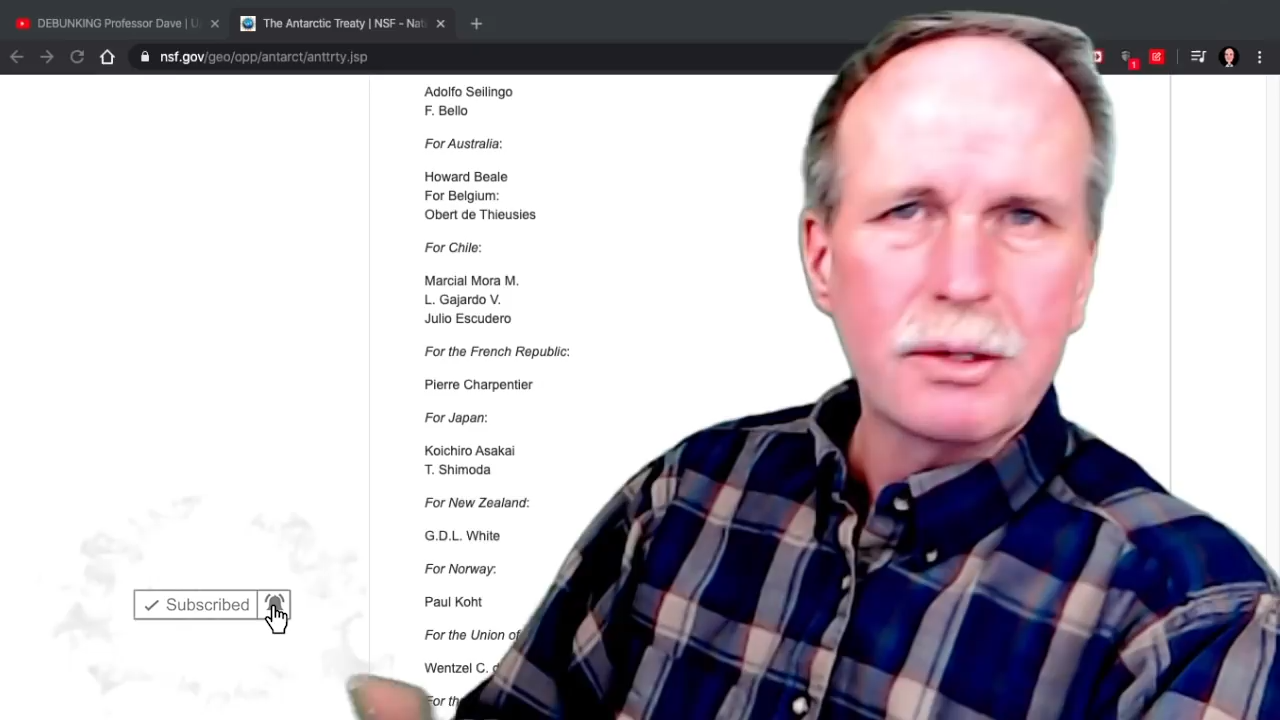 DEBUNKING Professor Dave | U
The Antarctic Treaty | NSF - Nat
nsf.gov/geo/opp/antarct/anttrty.jsp
1
Adolfo Seilingo
F. Bello
For Australia:
Howard Beale
For Belgium:
Obert de Thieusies
For Chile:
Marcial Mora M.
L. Gajardo V.
Julio Escudero
For the French Republic:
Pierre Charpentier
For Japan:
Koichiro Asakai
T. Shimoda
For New Zealand:
G.D.L. White
For Norway:
Paul Koht
Subscribed
For the Union of
Wentzel C. d
For th